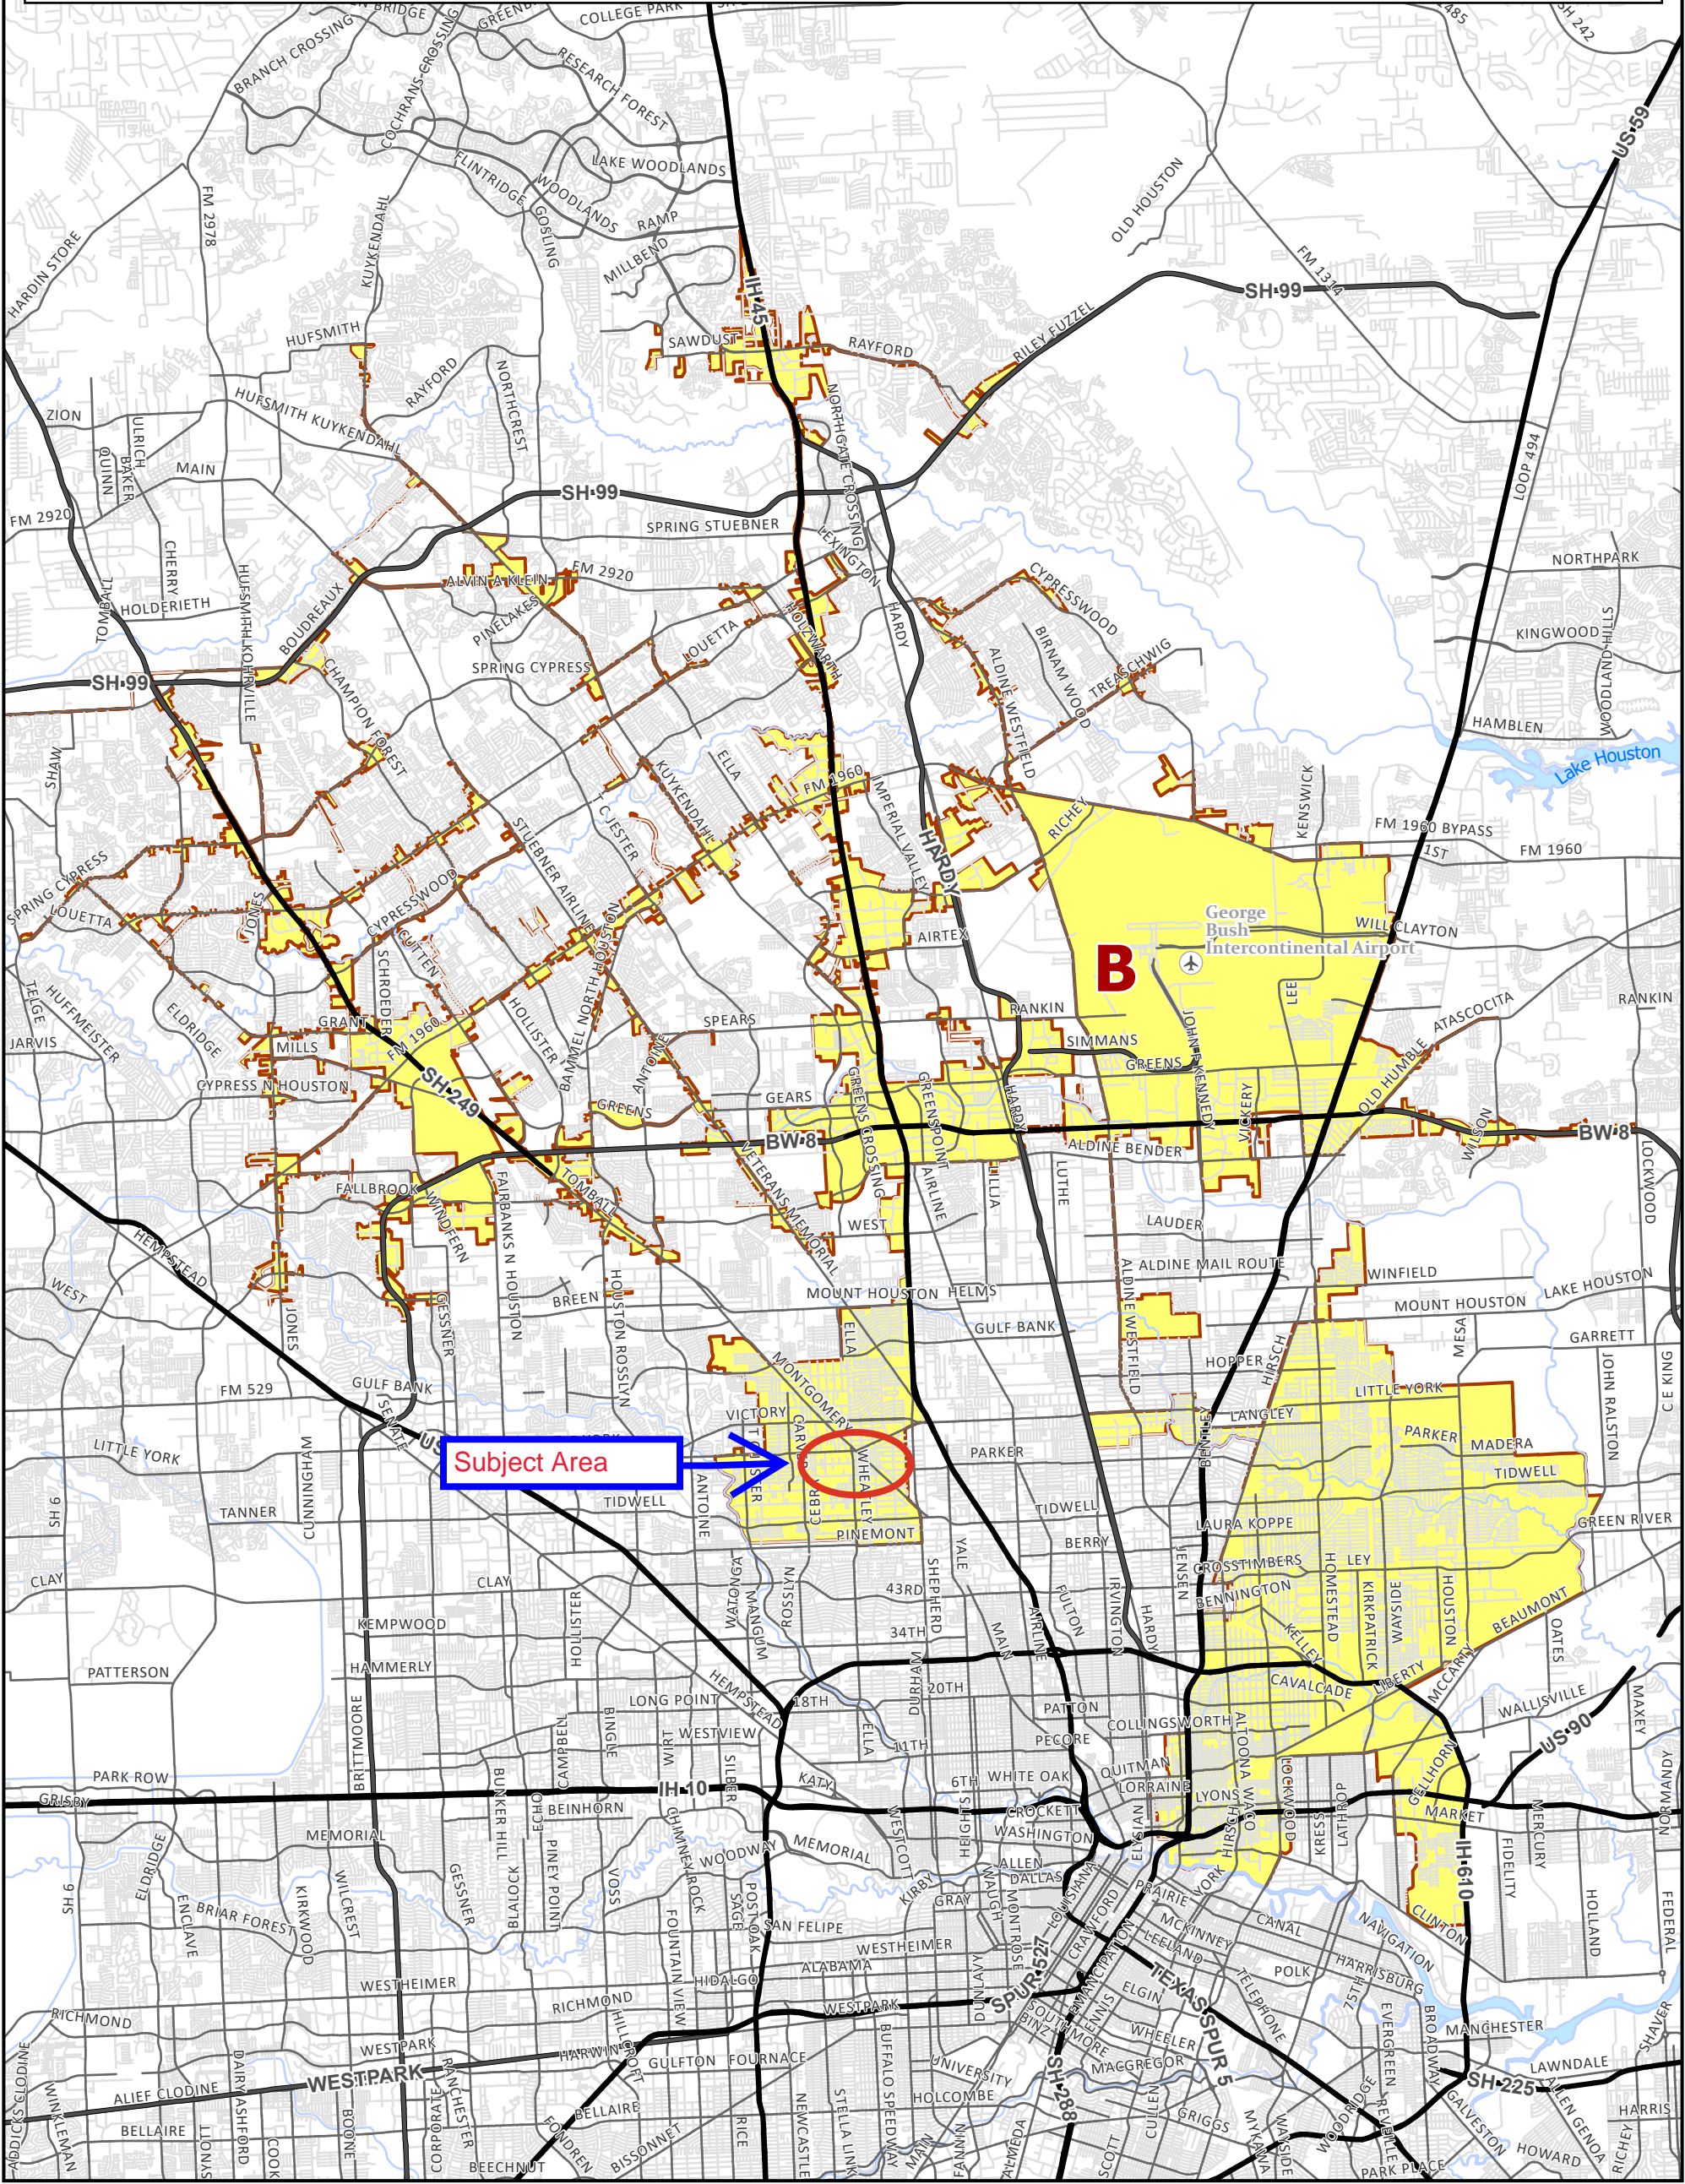 BRANCH CROSSING
COCHRANS CROSSING
COLLEGE PARK
RESEARCH FOREST
1485
SH 242
US-59
FLINTRIDGE
LAKE WOODLANDS
WOODLANDS
GOSLING
RAMP
MILLBEND
OLD HOUSTON
FM 2978
KUYKENDAHL
HARDIN STORE
IH-45
FM 1314
SH-99
HUFSMITH
SAWDUST
RAYFORD
RILEY FUZZEL
RAYFORD
NORTHCREST
NORTHGATE CROSSING
ZION
ULRICH
BAKER
QUINN
MAIN
HUFSMITH KUYKENDAHL
LOOP 494
SH-99
FM 2920
SPRING STUEBNER
LEXINGTON
CHERRY
ALVIN A KLEIN
FM 2920
NORTHPARK
TOMBALL
HOLDERIETH
HUFSMITH KOHRVILLE
BOUDREAUX
PINELAKES
LOUETTA
HOLZWARTH
HARDY
CYPRESSWOOD
BIRNAM WOOD
KINGWOOD
WOODLAND HILLS
SPRING CYPRESS
ALDINE WESTFIELD
TREASCHWIG
SH-99
CHAMPION FOREST
HAMBLEN
SHAW
Lake Houston
ELLA
KUYKENDAHL
FM 1960
IMPERIAL VALLEY
KENSWICK
T C JESTER
STUEBNER AIRLINE
RICHEY
FM 1960 BYPASS
1ST
FM 1960
HARDY
SPRING CYPRESS
LOUETTA
JONES
CYPRESSWOOD
CUTTEN
George
Bush
Intercontinental Airport
WILL CLAYTON
AIRTEX
B
SCHROEDER
TELGE
HUFFMEISTER
ELDRIDGE
HOLLISTER
BAMMEL NORTH HOUSTON
LEE
RANKIN
RANKIN
ATASCOCITA
JARVIS
GRANT
MILLS
FM 1960
SPEARS
ANTOINE
SIMMANS
GREENS
JOHN F KENNEDY
CYPRESS N HOUSTON
SH-249
GREENS
GEARS
GREENS CROSSING
GREENSPOINT
HARDY
VICKERY
OLD HUMBLE
BW-8
WILSON
BW-8
ALDINE BENDER
LOCKWOOD
FALLBROOK
WINDFERN
FAIRBANKS N HOUSTON
TOMBALL
VETERANS MEMORIAL
AIRLINE
LILLJA
LUTHE
WEST
LAUDER
HEMPSTEAD
WEST
ALDINE MAIL ROUTE
WINFIELD
LAKE HOUSTON
JONES
GESSNER
BREEN
HOUSTON ROSSLYN
MOUNT HOUSTON
HELMS
MOUNT HOUSTON
ELLA
GULF BANK
ALDINE WESTFIELD
MESA
GARRETT
MONTGOMERY
HOPPER
HIRSCH
JOHN RALSTON
C E KING
FM 529
GULF BANK
SENATE
LITTLE YORK
VICTORY
LANGLEY
BENTLEY
PARKER
MADERA
LITTLE YORK
CUNNINGHAM
Subject Area
WHEATLEY
PARKER
TIDWELL
ANTOINE
TIDWELL
TIDWELL
SH 6
TANNER
PINEMONT
BERRY
LAURA KOPPE
GREEN RIVER
CLAY
CLAY
WATONGA
MANGUM
ROSSLYN
43RD
SHEPHERD
YALE
FULTON
IRVINGTON
JENSEN
CROSSTIMBERS
LEY
BENNINGTON
HOMESTEAD
KIRKPATRICK
WAYSIDE
HOUSTON
BEAUMONT
KEMPWOOD
HOLLISTER
34TH
MAIN
AIRLINE
HARDY
KELLEY
OATES
PATTERSON
HAMMERLY
HEMPSTEAD
DURHAM
20TH
CAVALCADE
LIBERTY
MCCARTY
BRITTMOORE
LONG POINT
18TH
PATTON
WALLISVILLE
MAXEY
BINGLE
CAMPBELL
WIRT
WESTVIEW
ELLA
11TH
PECORE
COLLINGSWORTH
ALTOONA
US-90
PARK ROW
GRISBY
IH-10
SILBER
KATY
6TH
WHITE OAK
QUITMAN
LORRAINE
LOCKWOOD
GELLHORN
NORMANDY
BUNKER HILL
ECHO
BEINHORN
WESTCOTT
HEIGHTS
CROCKETT
LYONS
WACO
HIRSCH
KRESS
LATHROP
MARKET
MERCURY
MEMORIAL
CHIMNEY ROCK
WOODWAY
MEMORIAL
WASHINGTON
ELYSIAN
FIDELITY
IH-610
ELDRIDGE
ENCLAVE
KIRKWOOD
WILCREST
GESSNER
BLALOCK
PINEY POINT
VOSS
SAGE
POST OAK
KIRBY
ALLEN
DALLAS
GRAY
WAUGH
MONTROSE
LOUISIANA
CRAWFORD
PRAIRIE
YORK
SH 6
BRIAR FOREST
SAN FELIPE
MCKINNEY
LEELAND
CANAL
NAVIGATION
CLINTON
HOLLAND
FEDERAL
FOUNTAIN VIEW
WESTHEIMER
ALABAMA
EMANCIPATION
HARRISBURG
WESTHEIMER
HIDALGO
DUNLAVY
SPUR-527
POLK
75TH
RICHMOND
RICHMOND
HILLCROFT
WESTPARK
ENNIS
ELGIN
TEXAS SPUR 5
TELEPHONE
EVERGREEN
BROADWAY
MANCHESTER
SHAVER
WESTPARK
HARWIN
GULFTON
FOURNACE
BUFFALO SPEEDWAY
SOUTHMORE
BINZ
WHEELER
MACGREGOR
UNIVERSITY
LAWNDALE
ADDICKS CLODINE
WINKLEMAN
ALIEF CLODINE
DAIRY ASHFORD
WESTPARK
RANCHESTER
CORPORATE
HOLCOMBE
SH-288
CULLEN
GRIGGS
SH-225
GALVESTON
ALLEN GENOA
HARRIS
BELLAIRE
COOK
BOONE
BELLAIRE
FONDREN
BISSONNET
BEECHNUT
RICE
NEWCASTLE
STELLA LINK
MAIN
FANNIN
ALMEDA
SCOTT
MYKAWA
WAYSIDE
WOODRIDGE
REVEILLE
PARK PLACE
HOWARD
RICHEY